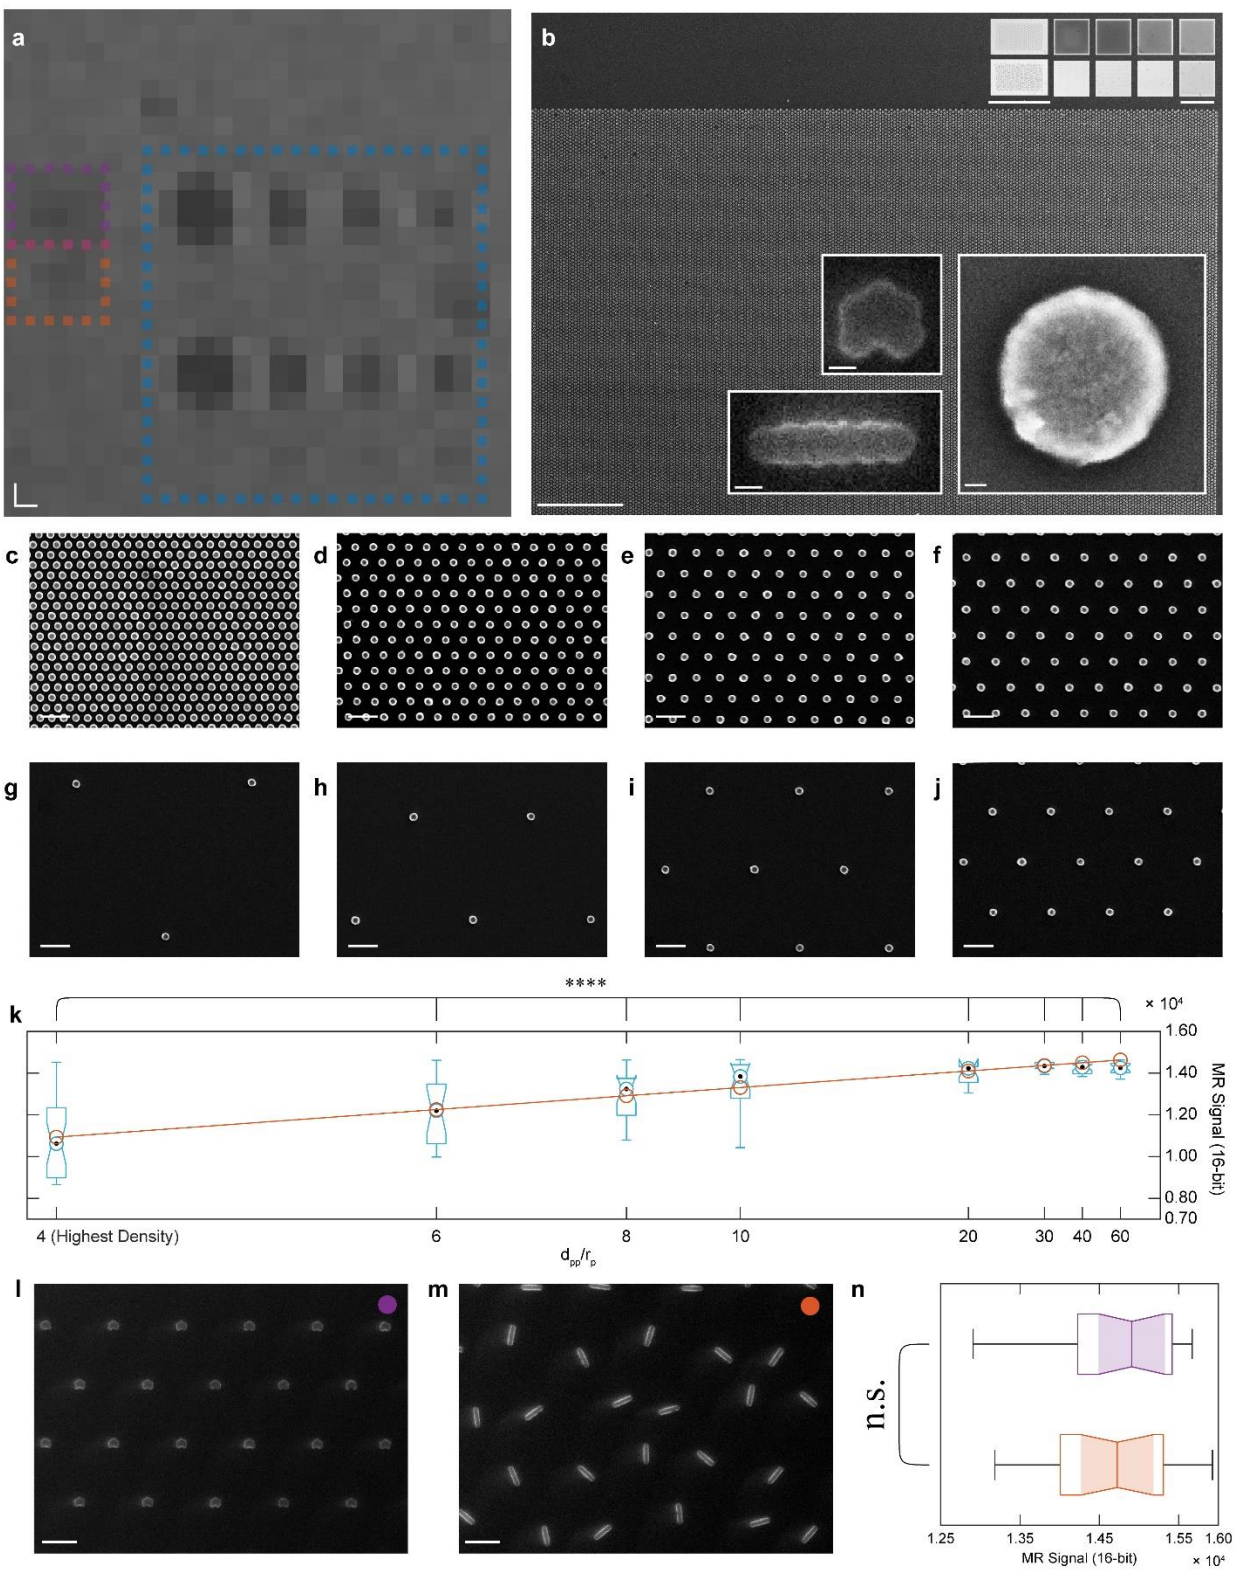 a
b
c
d
e
f
g
h
i
j
****
k
× 10⁴
1.60
1.40
1.20
1.00
0.80
0.70
MR Signal (16-bit)
4 (Highest Density)
6
8
10
20
30
40
60
dpp/rp
l
m
n
n.s.
1.25
1.35
1.45
1.55
1.60
MR Signal (16-bit)
× 10⁴